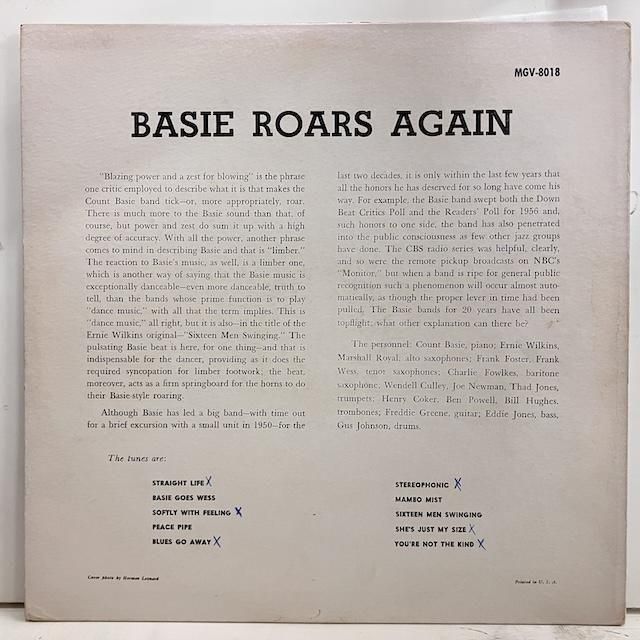 MGV-8018
BASIE ROARS AGAIN
"Blazing power and a zest for blowing" is the phrase
one critic employed to describe what it is that makes the
Count Basie band tick—or, more appropriately, roar.
There is much more to the Basie sound than that, of
course, but power and zest do sum it up with a high
degree of accuracy. With all the power, another phrase
comes to mind in describing Basie and that is "limber."
The reaction to Basie's music, as well, is a limber one,
which is another way of saying that the Basie music is
exceptionally danceable—even more danceable, truth to
tell, than the bands whose prime function is to play
"dance music," with all that the term implies. This is
"dance music," all right, but it is also—in the title of the
Ernie Wilkins original—"Sixteen Men Swinging." The
pulsating Basie beat is here, for one thing—and that is
indispensable for the dancer, providing as it does the
required syncopation for limber footwork; the beat,
moreover, acts as a firm springboard for the horns to do
their Basie-style roaring.
Although Basie has led a big band—with time out
for a brief excursion with a small unit in 1950—for the
last two decades, it is only within the last few years that
all the honors he has deserved for so long have come his
way. For example, the Basie band swept both the Down
Beat Critics Poll and the Readers' Poll for 1956 and,
such honors to one side, the band has also penetrated
into the public consciousness as few other jazz groups
have done. The CBS radio series was helpful, clearly,
and so were the remote pickup broadcasts on NBC's
"Monitor," but when a band is ripe for general public
recognition such a phenomenon will occur almost auto-
matically, as though the proper lever in time had been
pulled. The Basie bands for 20 years have all been
topflight; what other explanation can there be?
The personnel: Count Basie, piano; Ernie Wilkins,
Marshall Royal, alto saxophones; Frank Foster, Frank
Wess, tenor saxophones; Charlie Fowlkes, baritone
saxophone, Wendell Culley, Joe Newman, Thad Jones,
trumpets; Henry Coker, Ben Powell, Bill Hughes,
trombones; Freddie Greene, guitar; Eddie Jones, bass,
Gus Johnson, drums.
The tunes are:
STRAIGHT LIFE X
BASIE GOES WESS
SOFTLY WITH FEELING X
PEACE PIPE
BLUES GO AWAY X
STEREOPHONIC X
MAMBO MIST
SIXTEEN MEN SWINGING
SHE'S JUST MY SIZE X
YOU'RE NOT THE KIND X
Cover photo by Herman Leonard
Printed in U. S. A.